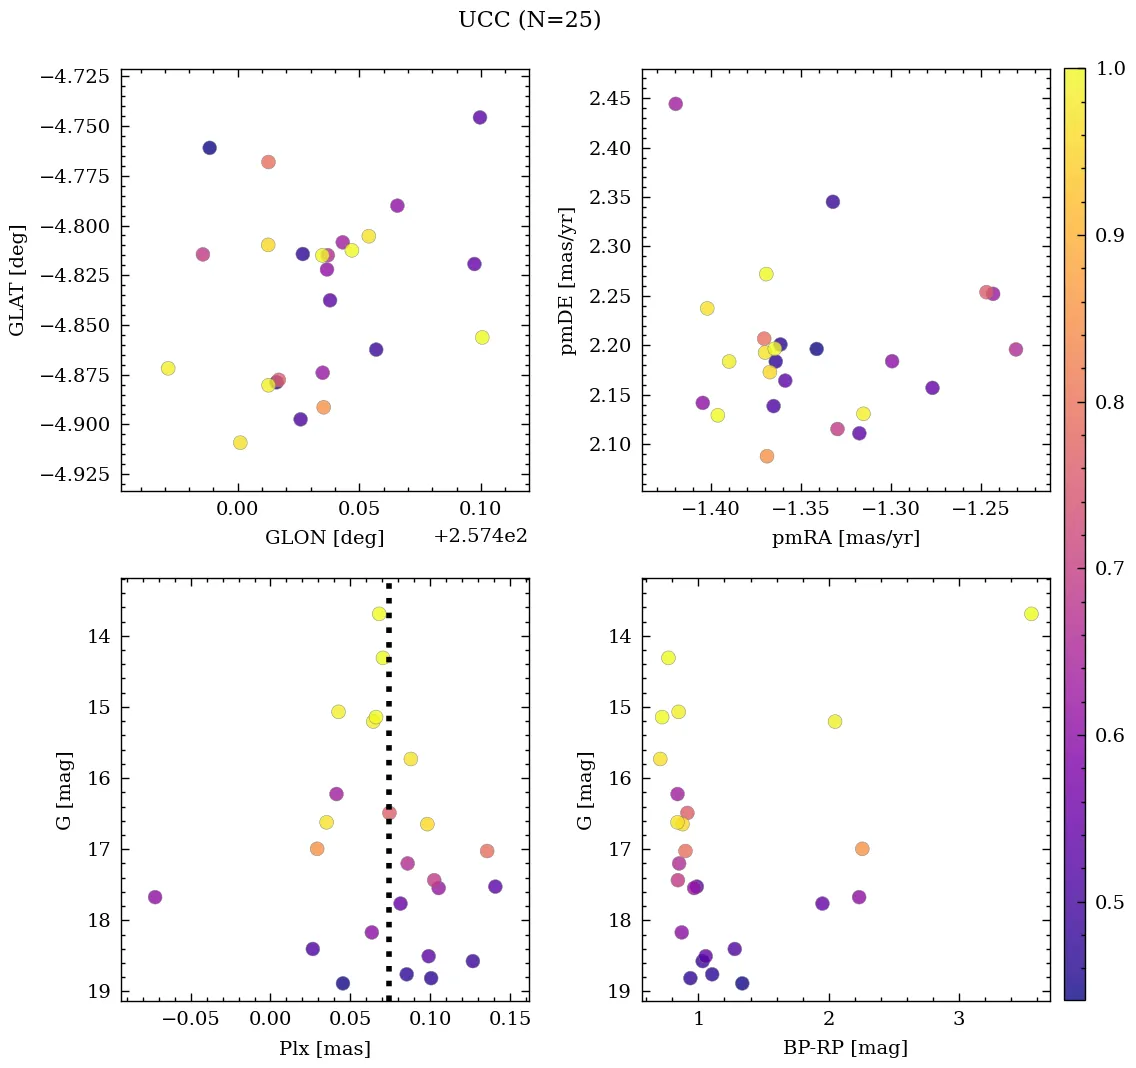 UCC (N=25)
−4.725
−4.750
−4.775
−4.800
−4.825
−4.850
−4.875
−4.900
−4.925
GLAT [deg]
0.00 0.05 0.10
GLON [deg] +2.574e2
2.45
2.40
2.35
2.30
2.25
2.20
2.15
2.10
pmDE [mas/yr]
−1.40 −1.35 −1.30 −1.25
pmRA [mas/yr]
14
15
16
17
18
19
G [mag]
−0.05 0.00 0.05 0.10 0.15
Plx [mas]
14
15
16
17
18
19
G [mag]
1 2 3
BP-RP [mag]
1.0
0.9
0.8
0.7
0.6
0.5